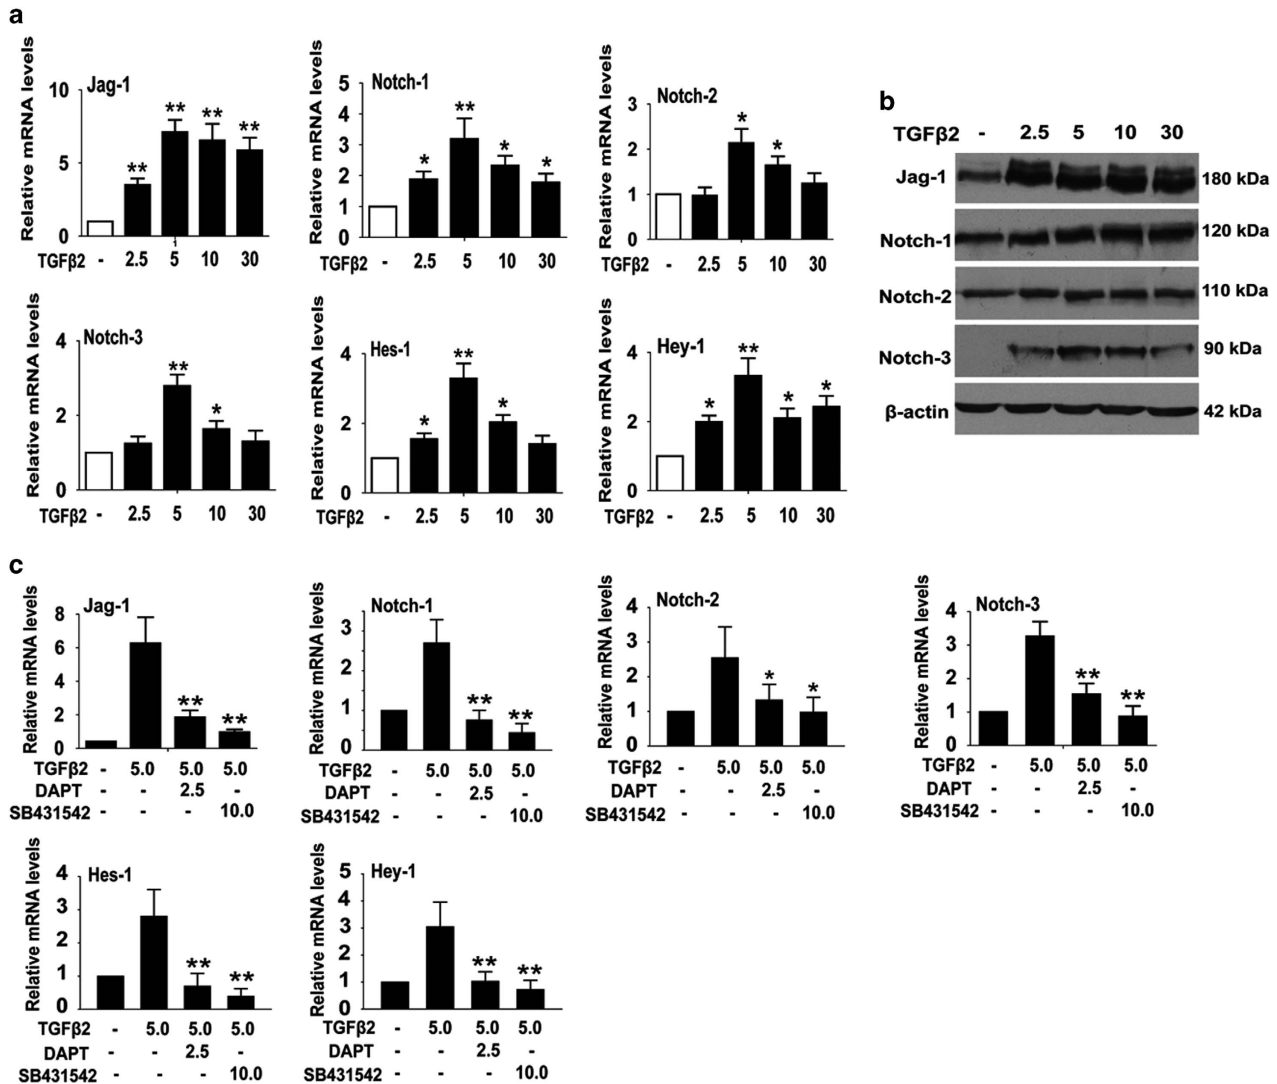 a
Relative mRNA levels
Jag-1
10
5
0
** ** ** **
TGFβ2 - 2.5 5 10 30
Relative mRNA levels
Notch-1
5
4
3
2
1
0
* ** * *
TGFβ2 - 2.5 5 10 30
Relative mRNA levels
Notch-2
3
2
1
0
* *
TGFβ2 - 2.5 5 10 30
Relative mRNA levels
Notch-3
4
2
0
** *
TGFβ2 - 2.5 5 10 30
Relative mRNA levels
Hes-1
4
2
0
* ** *
TGFβ2 - 2.5 5 10 30
Relative mRNA levels
Hey-1
4
2
0
* ** * *
TGFβ2 - 2.5 5 10 30
b
TGFβ2 - 2.5 5 10 30
Jag-1 180 kDa
Notch-1 120 kDa
Notch-2 110 kDa
Notch-3 90 kDa
β-actin 42 kDa
c
Relative mRNA levels
Jag-1
8
6
4
2
0
** **
TGFβ2 - 5.0 5.0 5.0
DAPT - - 2.5 -
SB431542 - - - 10.0
Relative mRNA levels
Notch-1
3
2
2
1
1
0
** **
TGFβ2 - 5.0 5.0 5.0
DAPT - - 2.5 -
SB431542 - - - 10.0
Relative mRNA levels
Notch-2
4
3
2
1
0
* *
TGFβ2 - 5.0 5.0 5.0
DAPT - - 2.5 -
SB431542 - - - 10.0
Relative mRNA levels
Notch-3
4
3
2
1
0
** **
TGFβ2 - 5.0 5.0 5.0
DAPT - - 2.5 -
SB431542 - - - 10.0
Relative mRNA levels
Hes-1
4
3
2
1
0
** **
TGFβ2 - 5.0 5.0 5.0
DAPT - - 2.5 -
SB431542 - - - 10.0
Relative mRNA levels
Hey-1
5
4
3
2
1
0
** **
TGFβ2 - 5.0 5.0 5.0
DAPT - - 2.5 -
SB431542 - - - 10.0